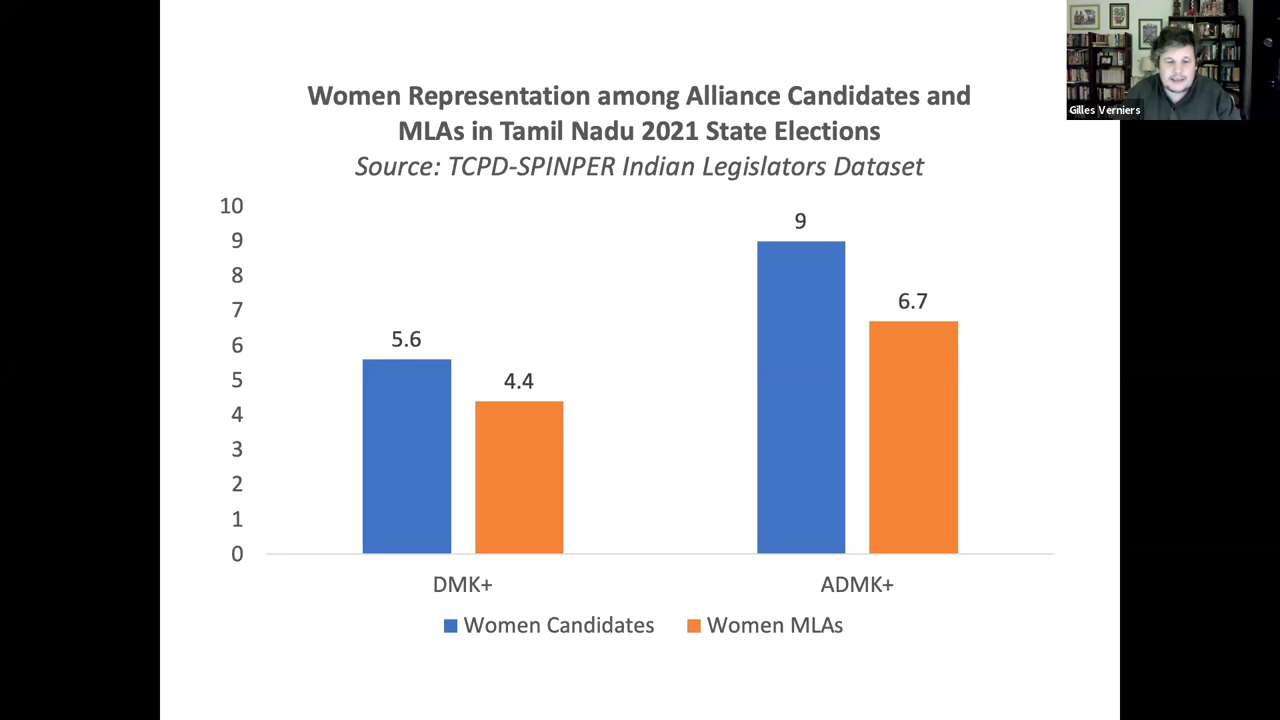 Women Representation among Alliance Candidates and
MLAs in Tamil Nadu 2021 State Elections
Source: TCPD-SPINPER Indian Legislators Dataset
Gilles Verniers
10
9
8
7
6
5
4
3
2
1
0
5.6
4.4
9
6.7
DMK+
ADMK+
Women Candidates
Women MLAs